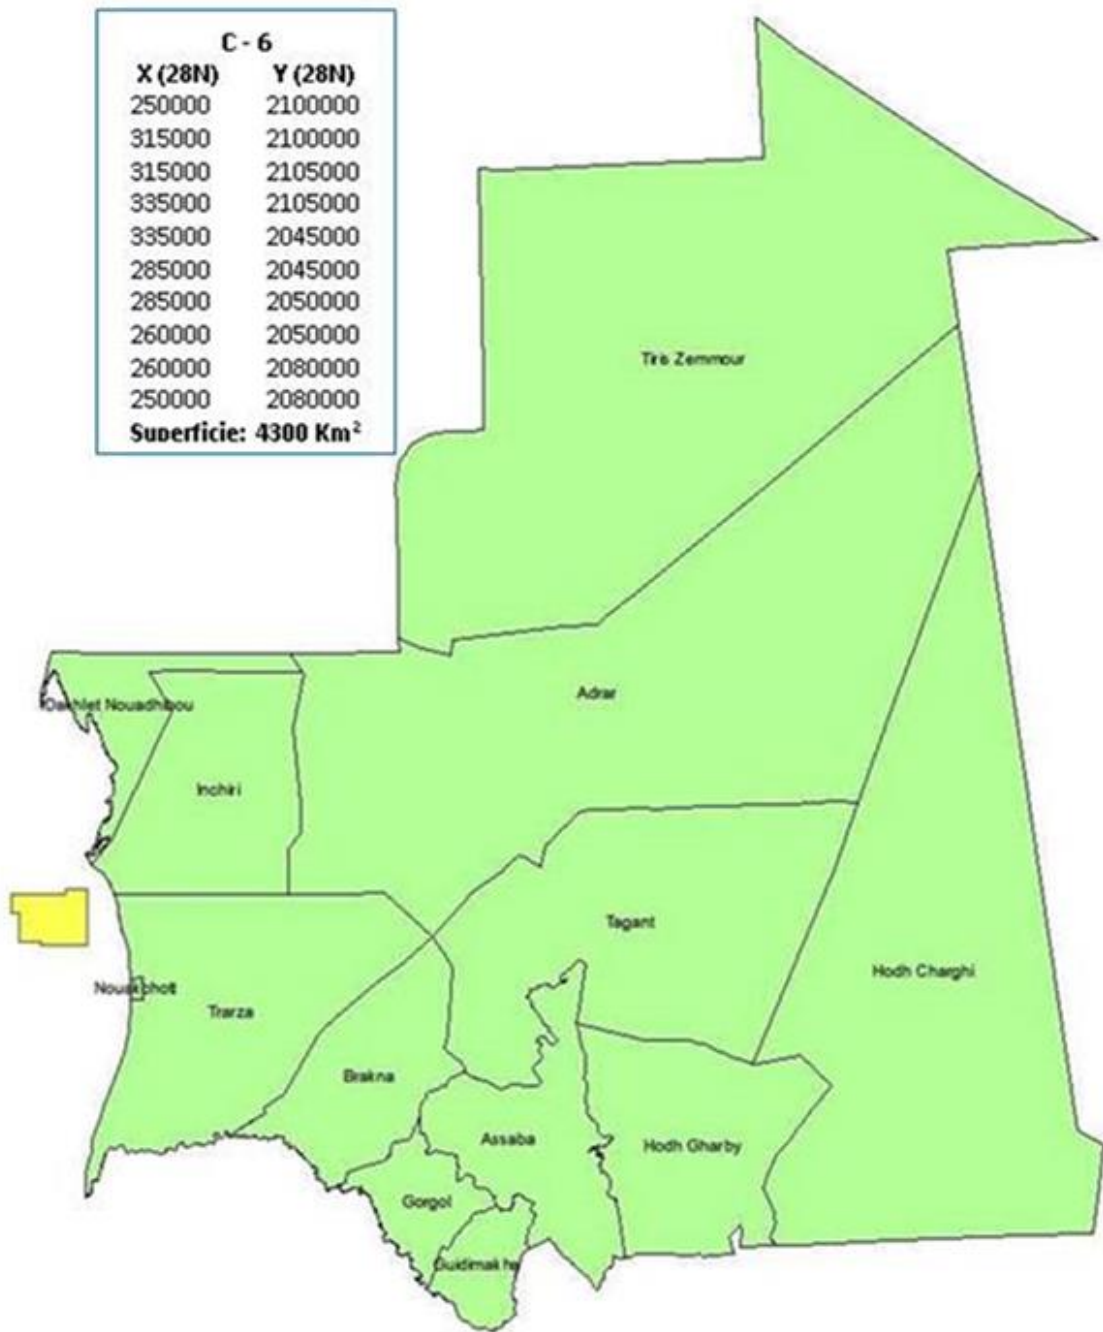 C - 6
X (28N) Y (28N)
250000 2100000
315000 2100000
315000 2105000
335000 2105000
335000 2045000
285000 2045000
285000 2050000
260000 2050000
260000 2080000
250000 2080000
Superficie: 4300 Km²
Tiris Zemmour
Adrar
Dakhlet Nouadhibou
Inchiri
Tagant
Hodh Charghi
Nouakchott
Trarza
Brakna
Assaba
Hodh Gharby
Gorgol
Guidimakha